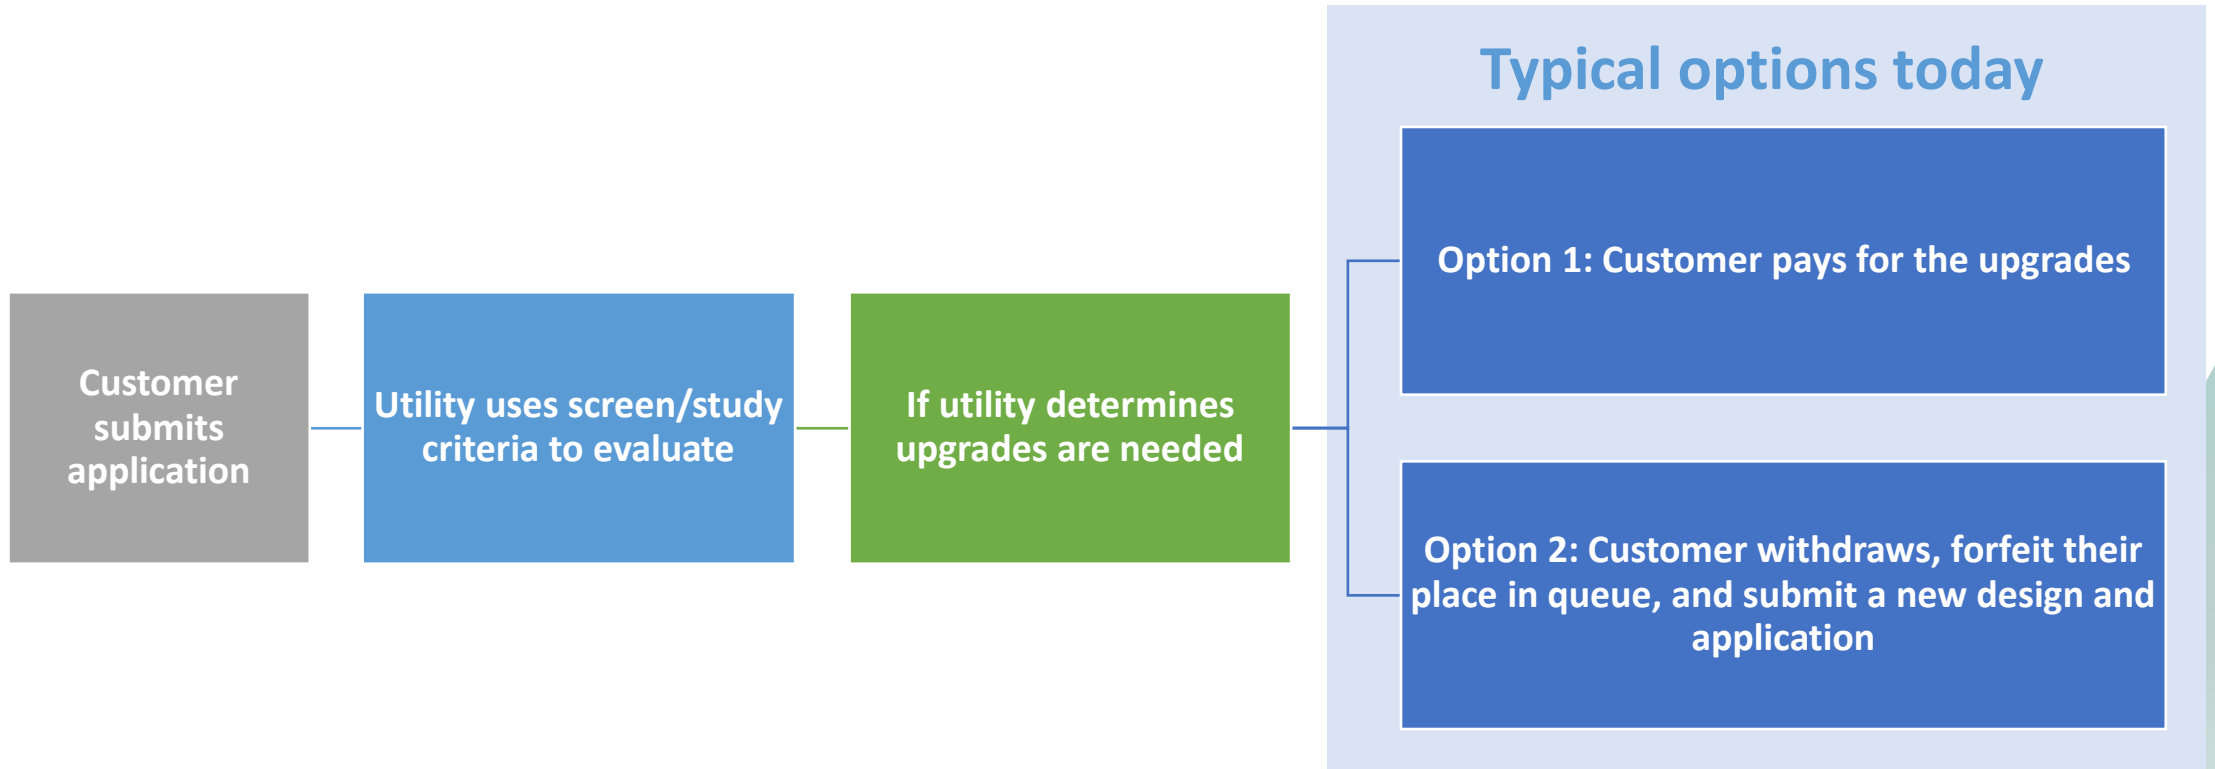 Typical options today
Customer
submits
application
Utility uses screen/study
criteria to evaluate
If utility determines
upgrades are needed
Option 1: Customer pays for the upgrades
Option 2: Customer withdraws, forfeit their
place in queue, and submit a new design and
application